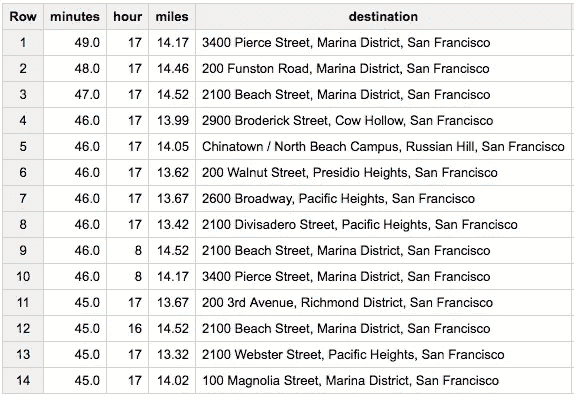 Row minutes hour miles destination
1 49.0 17 14.17 3400 Pierce Street, Marina District, San Francisco
2 48.0 17 14.46 200 Funston Road, Marina District, San Francisco
3 47.0 17 14.52 2100 Beach Street, Marina District, San Francisco
4 46.0 17 13.99 2900 Broderick Street, Cow Hollow, San Francisco
5 46.0 17 14.05 Chinatown / North Beach Campus, Russian Hill, San Francisco
6 46.0 17 13.62 200 Walnut Street, Presidio Heights, San Francisco
7 46.0 17 13.67 2600 Broadway, Pacific Heights, San Francisco
8 46.0 17 13.42 2100 Divisadero Street, Pacific Heights, San Francisco
9 46.0 8 14.52 2100 Beach Street, Marina District, San Francisco
10 46.0 8 14.17 3400 Pierce Street, Marina District, San Francisco
11 45.0 17 13.67 200 3rd Avenue, Richmond District, San Francisco
12 45.0 16 14.52 2100 Beach Street, Marina District, San Francisco
13 45.0 17 13.32 2100 Webster Street, Pacific Heights, San Francisco
14 45.0 17 14.02 100 Magnolia Street, Marina District, San Francisco